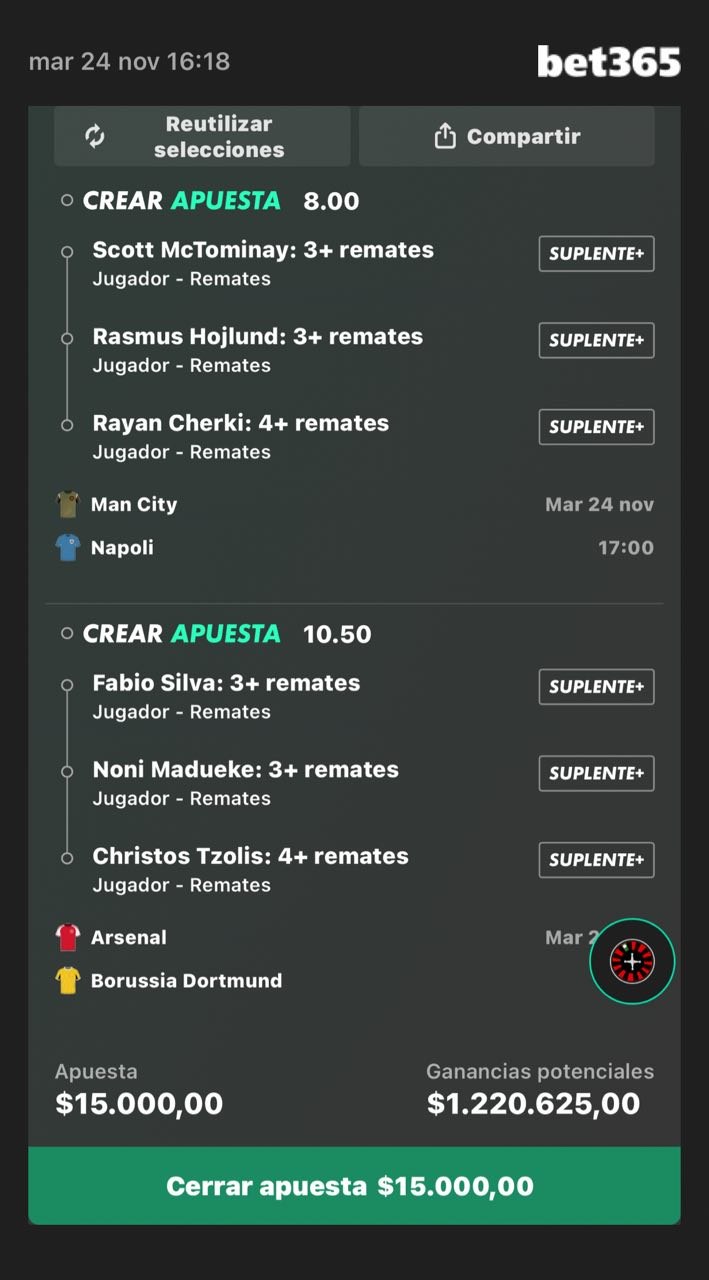 mar 24 nov 16:18
bet365
Reutilizar
selecciones
Compartir
CREAR APUESTA 8.00
Scott McTominay: 3+ remates
SUPLENTE+
Jugador - Remates
Rasmus Hojlund: 3+ remates
SUPLENTE+
Jugador - Remates
Rayan Cherki: 4+ remates
SUPLENTE+
Jugador - Remates
Man City
Mar 24 nov
Napoli
17:00
CREAR APUESTA 10.50
Fabio Silva: 3+ remates
SUPLENTE+
Jugador - Remates
Noni Madueke: 3+ remates
SUPLENTE+
Jugador - Remates
Christos Tzolis: 4+ remates
SUPLENTE+
Jugador - Remates
Arsenal
Mar 2
Borussia Dortmund
Apuesta
Ganancias potenciales
$15.000,00
$1.220.625,00
Cerrar apuesta $15.000,00